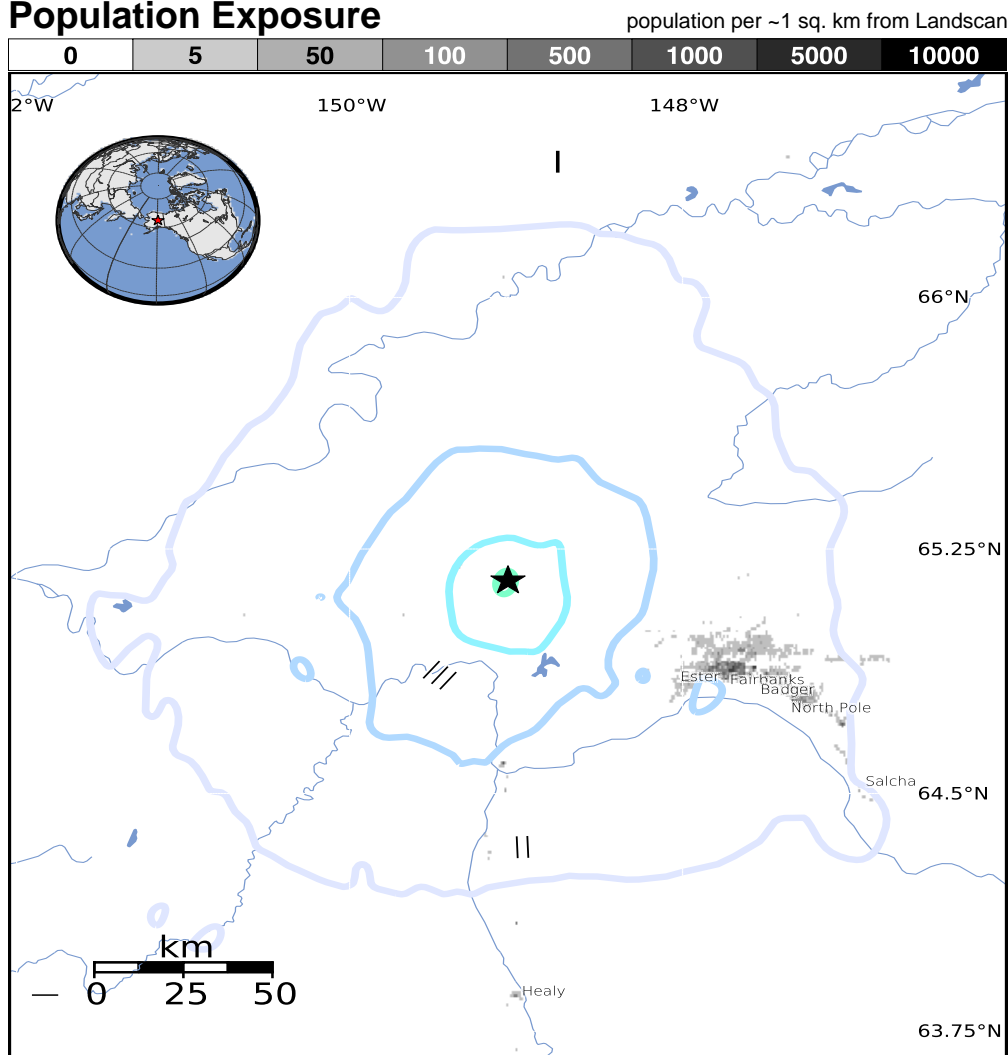 Population Exposure
population per ~1 sq. km from Landscan
0 5 50 100 500 1000 5000 10000
2°W 150°W 148°W
I
66°N
65.25°N
III
Ester
Fairbanks
Badger
North Pole
Salcha
64.5°N
II
km
0 25 50
I
Healy
63.75°N